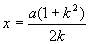 x = a(1 + k²) / 2k